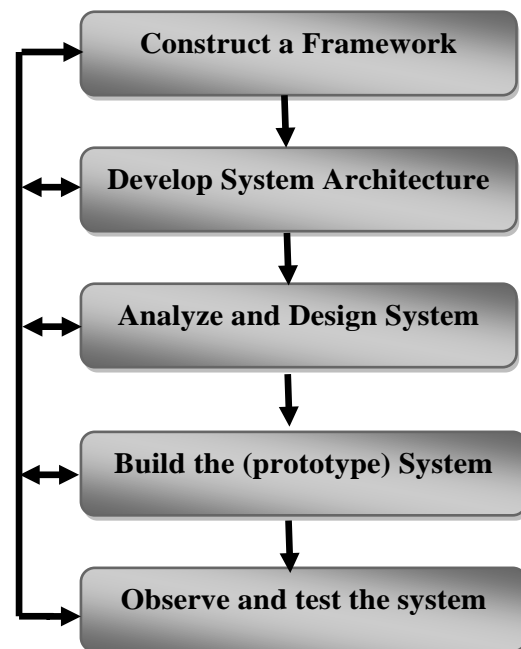 Construct a Framework
Develop System Architecture
Analyze and Design System
Build the (prototype) System
Observe and test the system